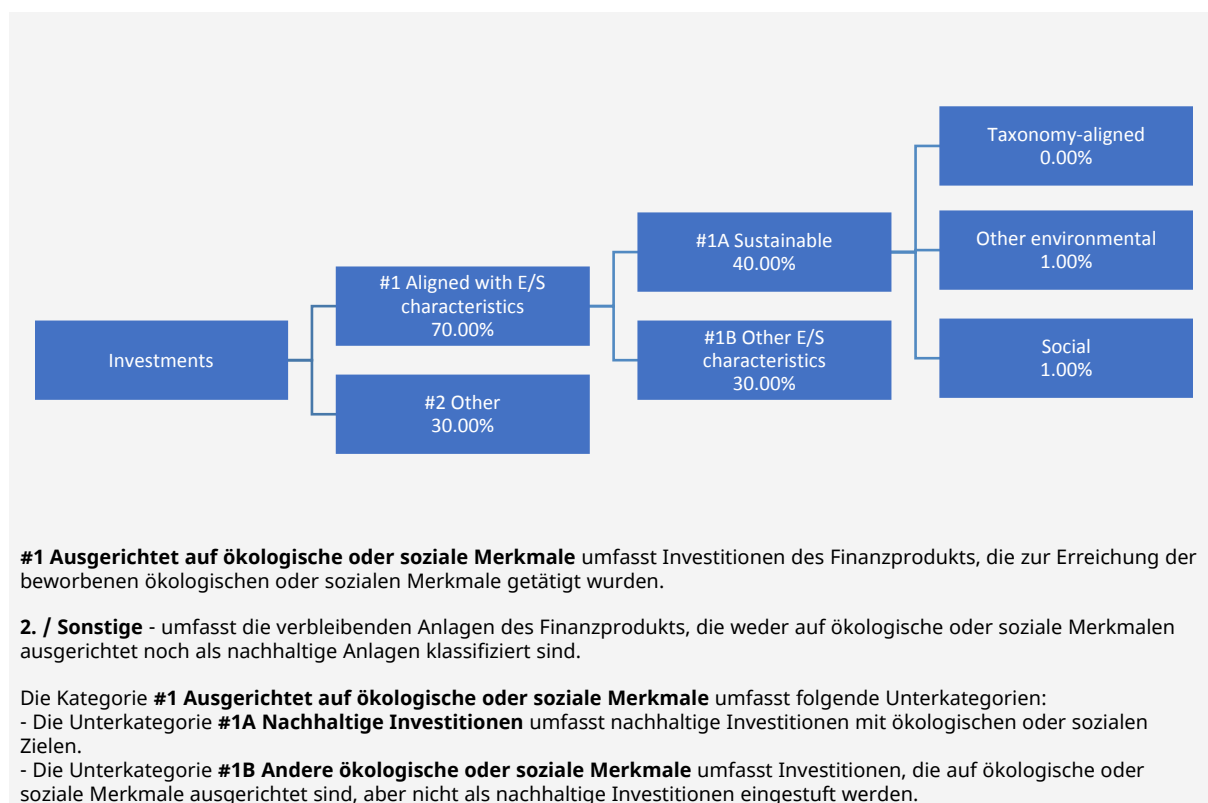 Investments
#1 Aligned with E/S
characteristics
70.00%
#2 Other
30.00%
#1A Sustainable
40.00%
#1B Other E/S
characteristics
30.00%
Taxonomy-aligned
0.00%
Other environmental
1.00%
Social
1.00%
#1 Ausgerichtet auf ökologische oder soziale Merkmale umfasst Investitionen des Finanzprodukts, die zur Erreichung der
beworbenen ökologischen oder sozialen Merkmale getätigt wurden.
2. / Sonstige - umfasst die verbleibenden Anlagen des Finanzprodukts, die weder auf ökologische oder soziale Merkmalen
ausgerichtet noch als nachhaltige Anlagen klassifiziert sind.
Die Kategorie #1 Ausgerichtet auf ökologische oder soziale Merkmale umfasst folgende Unterkategorien:
- Die Unterkategorie #1A Nachhaltige Investitionen umfasst nachhaltige Investitionen mit ökologischen oder sozialen
Zielen.
- Die Unterkategorie #1B Andere ökologische oder soziale Merkmale umfasst Investitionen, die auf ökologische oder
soziale Merkmale ausgerichtet sind, aber nicht als nachhaltige Investitionen eingestuft werden.